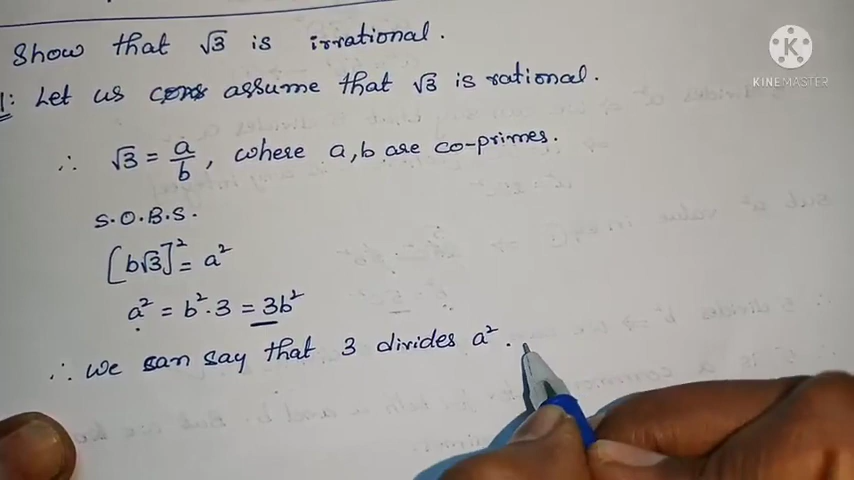 Show that √3 is irrational.
K
KINEMASTER
1: Let us assume that √3 is rational.
∴ √3 = a/b, where a, b are co-primes.
S.O.B.S.
[b√3]² = a²
a² = b²·3 = 3b²
∴ we can say that 3 divides a².